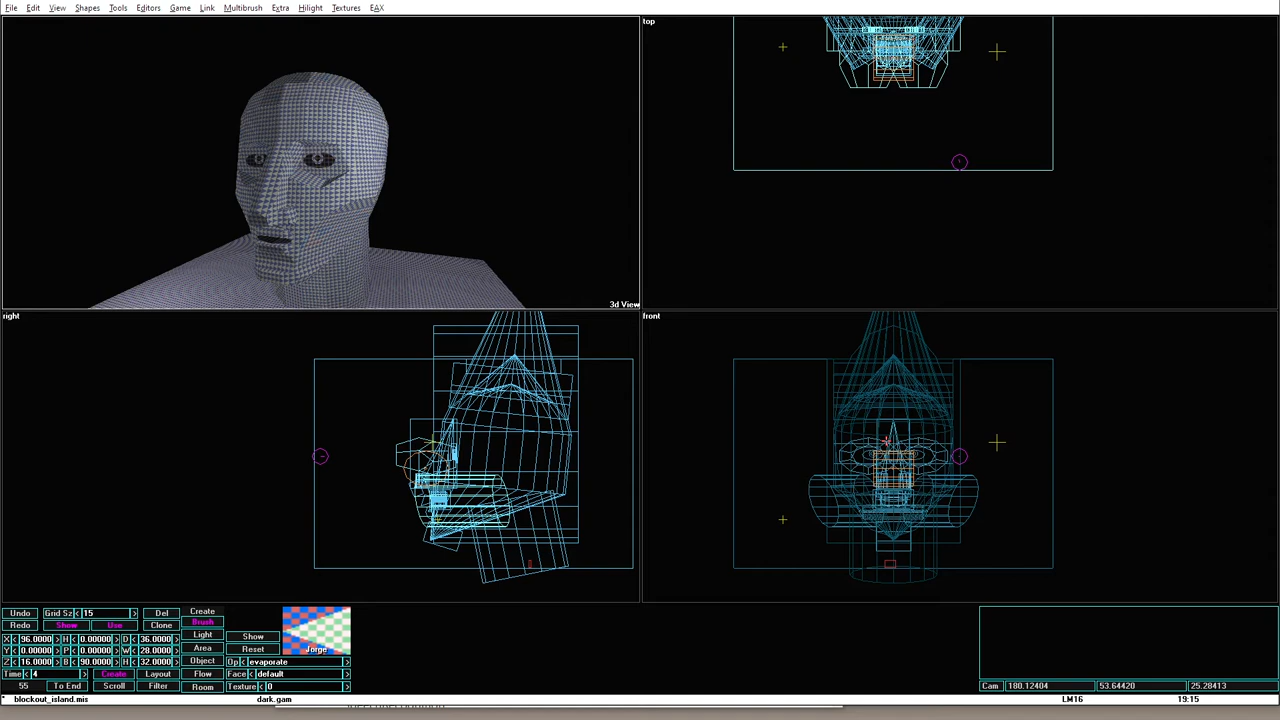 File Edit View Shapes Tools Editors Game Link Multibrush Extra Hilight Textures EAX
top
3d View
right
front
Undo Grid Sz < 15 > Del Create
Redo Show Use Clone Brush
X < 96.0000 > H < 0.00000 > D < 36.0000 > Light
Y < 0.00000 > P < 0.00000 > W < 28.0000 > Area Show
Reset
Jorge
Z < 16.0000 > B < 90.0000 > H < 32.0000 > Object Op < evaporate >
Time < 4 > Create Layout Flow Face < default >
55 To End Scroll Filter Room Texture < 0 >
Cam 180.12404 53.64420 25.28413
* blockout_island.mis dark.gam LM16 19:15